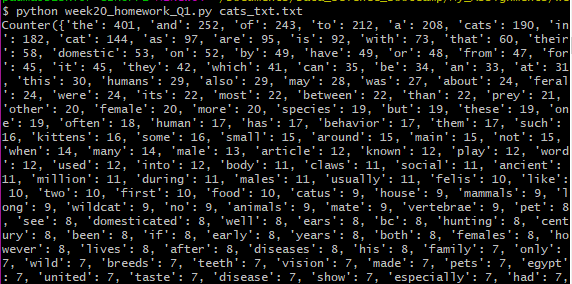 $ python week20_homework_Q1.py cats_txt.txt
Counter({'the': 401, 'and': 252, 'of': 243, 'to': 212, 'a': 208, 'cats': 190, 'in
': 182, 'cat': 144, 'as': 97, 'are': 95, 'is': 92, 'with': 73, 'that': 60, 'their
': 58, 'domestic': 53, 'on': 52, 'by': 49, 'have': 49, 'or': 48, 'from': 47, 'for
': 45, 'it': 45, 'they': 42, 'which': 41, 'can': 35, 'be': 34, 'an': 33, 'at': 31
, 'this': 30, 'humans': 29, 'also': 29, 'may': 28, 'was': 27, 'about': 24, 'feral
': 24, 'were': 24, 'its': 22, 'most': 22, 'between': 22, 'than': 22, 'prey': 21,
'other': 20, 'female': 20, 'more': 20, 'species': 19, 'but': 19, 'these': 19, 'on
e': 19, 'often': 18, 'human': 17, 'has': 17, 'behavior': 17, 'them': 17, 'such':
16, 'kittens': 16, 'some': 16, 'small': 15, 'around': 15, 'main': 15, 'not': 15,
'when': 14, 'many': 14, 'male': 13, 'article': 12, 'known': 12, 'play': 12, 'word
': 12, 'used': 12, 'into': 12, 'body': 11, 'claws': 11, 'social': 11, 'ancient':
11, 'million': 11, 'during': 11, 'males': 11, 'usually': 11, 'felis': 10, 'like':
10, 'two': 10, 'first': 10, 'food': 10, 'catus': 9, 'house': 9, 'mammals': 9, 'l
ong': 9, 'wildcat': 9, 'no': 9, 'animals': 9, 'mate': 9, 'vertebrae': 9, 'pet': 8
, 'see': 8, 'domesticated': 8, 'well': 8, 'ears': 8, 'bc': 8, 'hunting': 8, 'cent
ury': 8, 'been': 8, 'if': 8, 'early': 8, 'years': 8, 'both': 8, 'females': 8, 'ho
wever': 8, 'lives': 8, 'after': 8, 'diseases': 8, 'his': 8, 'family': 7, 'only':
7, 'wild': 7, 'breeds': 7, 'teeth': 7, 'vision': 7, 'made': 7, 'pets': 7, 'egypt'
: 7, 'united': 7, 'taste': 7, 'disease': 7, 'show': 7, 'especially': 7, 'had': 7,